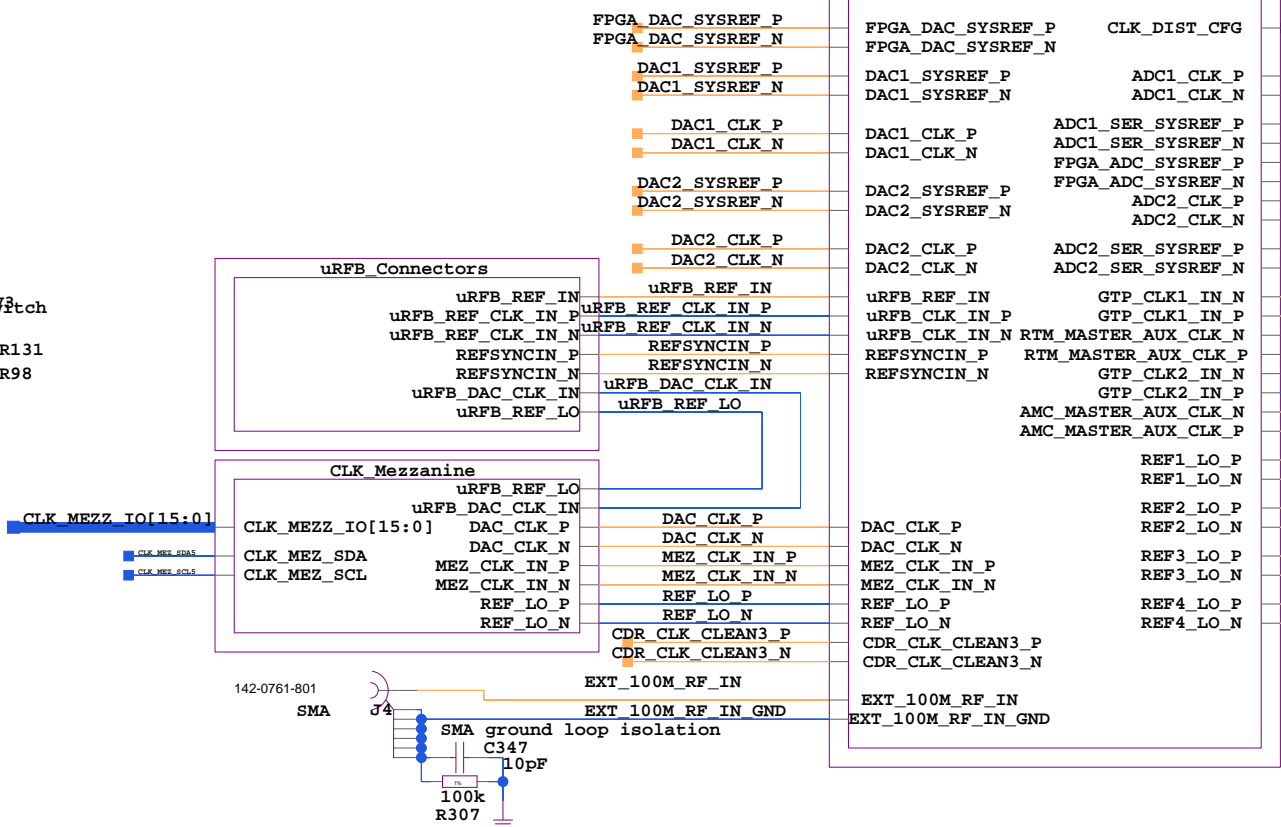 FPGA_DAC_SYSREF_P
FPGA_DAC_SYSREF_N
DAC1_SYSREF_P
DAC1_SYSREF_N
DAC1_CLK_P
DAC1_CLK_N
DAC2_SYSREF_P
DAC2_SYSREF_N
DAC2_CLK_P
DAC2_CLK_N
uRFB_REF_IN
uRFB_REF_CLK_IN_P
uRFB_REF_CLK_IN_N
REFSYNCIN_P
REFSYNCIN_N
uRFB_DAC_CLK_IN
uRFB_REF_LO
FPGA_DAC_SYSREF_P
FPGA_DAC_SYSREF_N
DAC1_SYSREF_P
DAC1_SYSREF_N
DAC1_CLK_P
DAC1_CLK_N
DAC2_SYSREF_P
DAC2_SYSREF_N
DAC2_CLK_P
DAC2_CLK_N
uRFB_REF_IN
uRFB_CLK_IN_P
uRFB_CLK_IN_N
REFSYNCIN_P
REFSYNCIN_N
CLK_DIST_CFG
ADC1_CLK_P
ADC1_CLK_N
ADC1_SER_SYSREF_P
ADC1_SER_SYSREF_N
FPGA_ADC_SYSREF_P
FPGA_ADC_SYSREF_N
ADC2_CLK_P
ADC2_CLK_N
ADC2_SER_SYSREF_P
ADC2_SER_SYSREF_N
GTP_CLK1_IN_N
GTP_CLK1_IN_P
RTM_MASTER_AUX_CLK_N
RTM_MASTER_AUX_CLK_P
GTP_CLK2_IN_N
GTP_CLK2_IN_P
AMC_MASTER_AUX_CLK_N
AMC_MASTER_AUX_CLK_P
REF1_LO_P
REF1_LO_N
REF2_LO_P
REF2_LO_N
REF3_LO_P
REF3_LO_N
REF4_LO_P
REF4_LO_N
R131
R98
uRFB_Connectors
uRFB_REF_IN
uRFB_REF_CLK_IN_P
uRFB_REF_CLK_IN_N
REFSYNCIN_P
REFSYNCIN_N
uRFB_DAC_CLK_IN
uRFB_REF_LO
CLK_Mezzanine
uRFB_REF_LO
uRFB_DAC_CLK_IN
CLK_MEZZ_IO[15:0]
CLK_MEZ_SDA5
CLK_MEZ_SCL5
CLK_MEZZ_IO[15:0]
CLK_MEZ_SDA
CLK_MEZ_SCL
DAC_CLK_P
DAC_CLK_N
MEZ_CLK_IN_P
MEZ_CLK_IN_N
REF_LO_P
REF_LO_N
DAC_CLK_P
DAC_CLK_N
MEZ_CLK_IN_P
MEZ_CLK_IN_N
REF_LO_P
REF_LO_N
CDR_CLK_CLEAN3_P
CDR_CLK_CLEAN3_N
EXT_100M_RF_IN
EXT_100M_RF_IN_GND
DAC_CLK_P
DAC_CLK_N
MEZ_CLK_IN_P
MEZ_CLK_IN_N
REF_LO_P
REF_LO_N
CDR_CLK_CLEAN3_P
CDR_CLK_CLEAN3_N
EXT_100M_RF_IN
EXT_100M_RF_IN_GND
142-0761-801
SMA
J4
SMA ground loop isolation
C347
10pF
1%
100k
R307